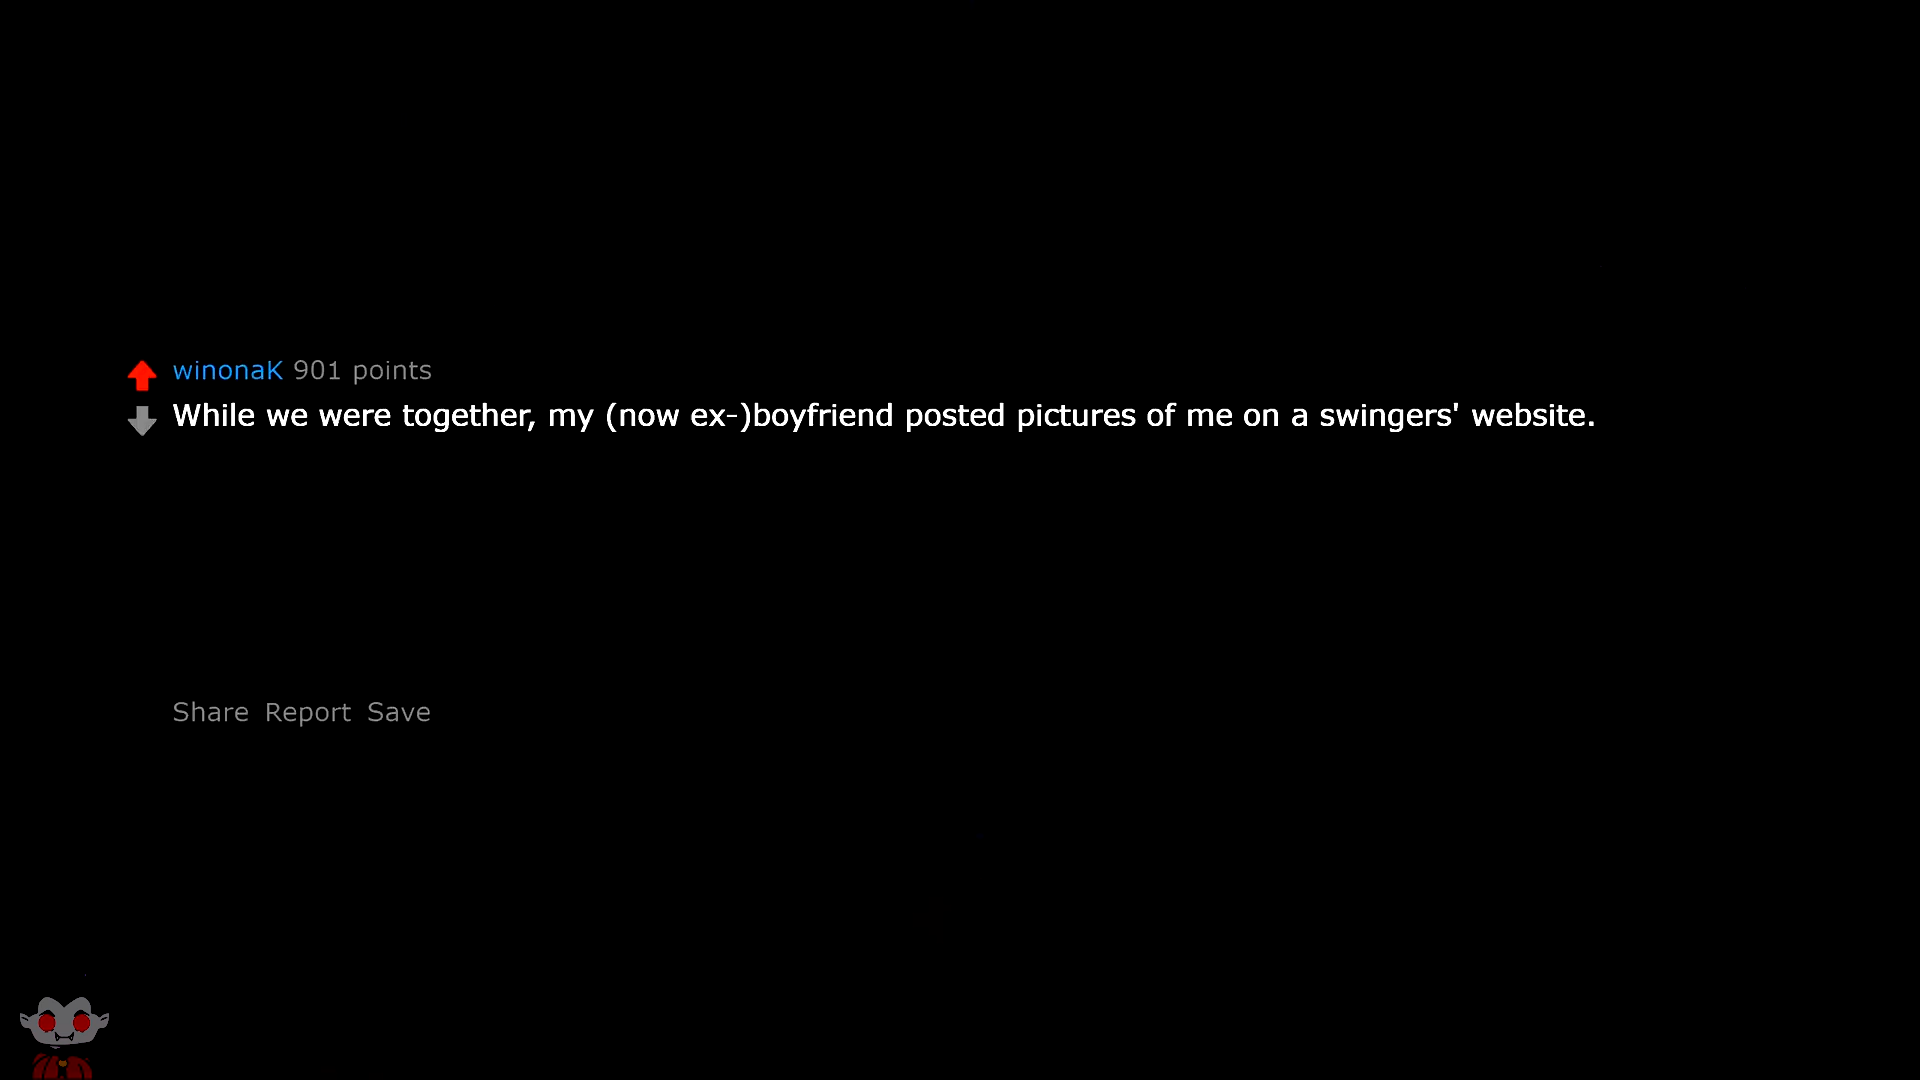 winonaK 901 points
While we were together, my (now ex-)boyfriend posted pictures of me on a swingers' website.
Share Report Save